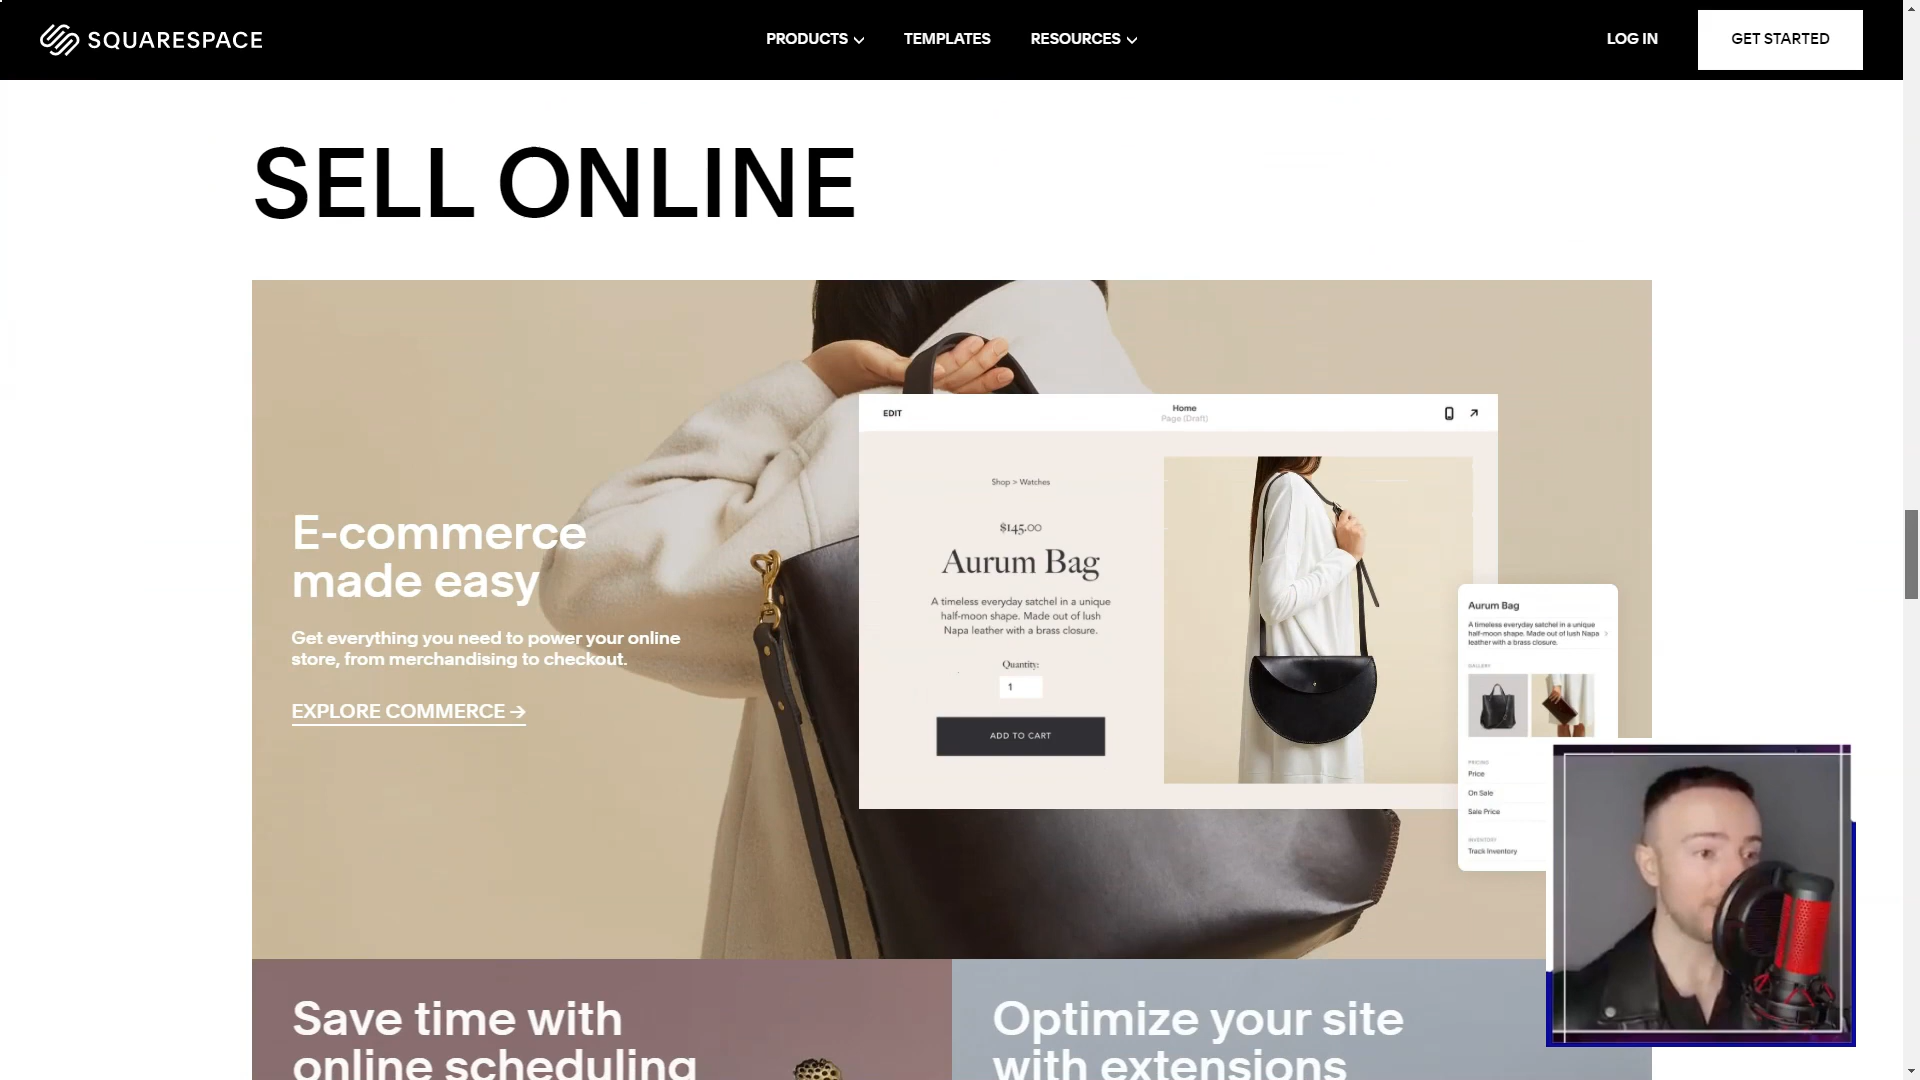 SQUARESPACE
PRODUCTS
TEMPLATES
RESOURCES
LOG IN
GET STARTED
SELL ONLINE
E-commerce
made easy
Get everything you need to power your online
store, from merchandising to checkout.
EXPLORE COMMERCE →
EDIT
Home
Page (Draft)
Shop > Watches
$145.00
Aurum Bag
A timeless everyday satchel in a unique
half-moon shape. Made out of lush
Napa leather with a brass closure.
Quantity:
1
ADD TO CART
Aurum Bag
A timeless everyday satchel in a unique
half-moon shape. Made out of lush Napa
leather with a brass closure.
GALLERY
PRICING
Price
On Sale
Sale Price
INVENTORY
Track Inventory
Save time with
online scheduling
Optimize your site
with extensions